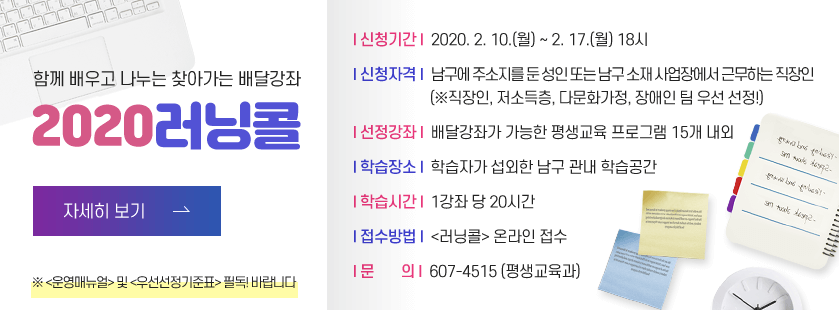 함께 배우고 나누는 찾아가는 배달강좌
2020러닝콜
자세히 보기
※ <운영매뉴얼> 및 <우선선정기준표> 필독! 바랍니다
I 신청기간 I 2020. 2. 10.(월) ~ 2. 17.(월) 18시
I 신청자격 I 남구에 주소지를 둔 성인 또는 남구 소재 사업장에서 근무하는 직장인
(※직장인, 저소득층, 다문화가정, 장애인 팀 우선 선정!)
I 선정강좌 I 배달강좌가 가능한 평생교육 프로그램 15개 내외
I 학습장소 I 학습자가 섭외한 남구 관내 학습공간
I 학습시간 I 1강좌 당 20시간
I 접수방법 I <러닝콜> 온라인 접수
I 문 의 I 607-4515 (평생교육과)